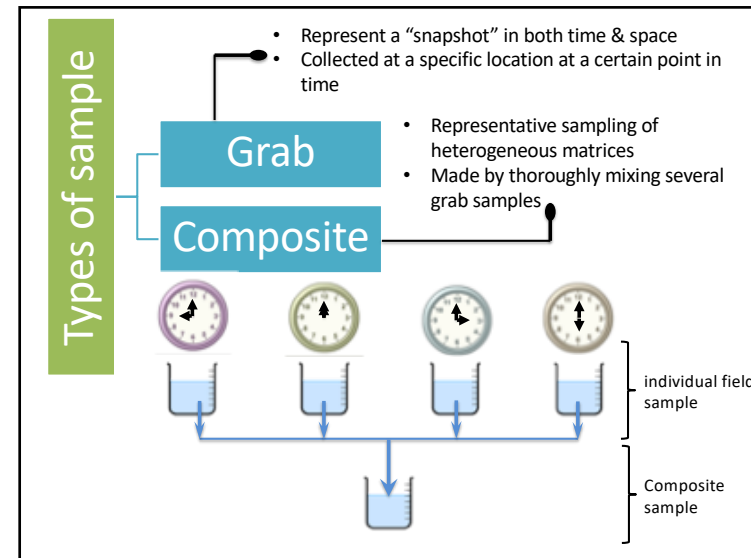 Types of sample
• Represent a “snapshot” in both time & space
• Collected at a specific location at a certain point in
time
Grab
• Representative sampling of
heterogeneous matrices
• Made by thoroughly mixing several
grab samples
Composite
individual field
sample
Composite
sample